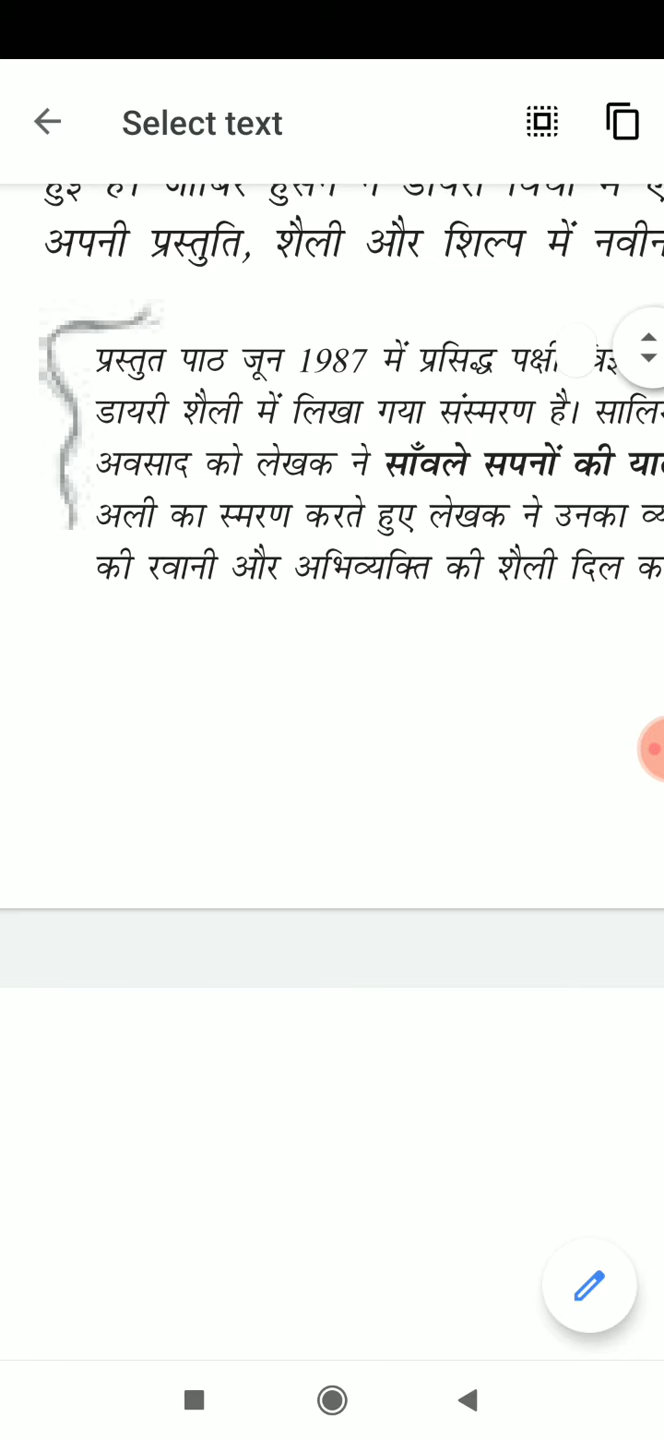 Select text
अपनी प्रस्तुति, शैली और शिल्प में
प्रस्तुत पाठ जून 1987 में प्रसिद्ध
डायरी शैली में लिखा गया संस्मरण है।
अवसाद को लेखक ने साँवले सपनों की
अली का स्मरण करते हुए लेखक ने उनका
की रवानी और अभिव्यक्ति की शैली दिल